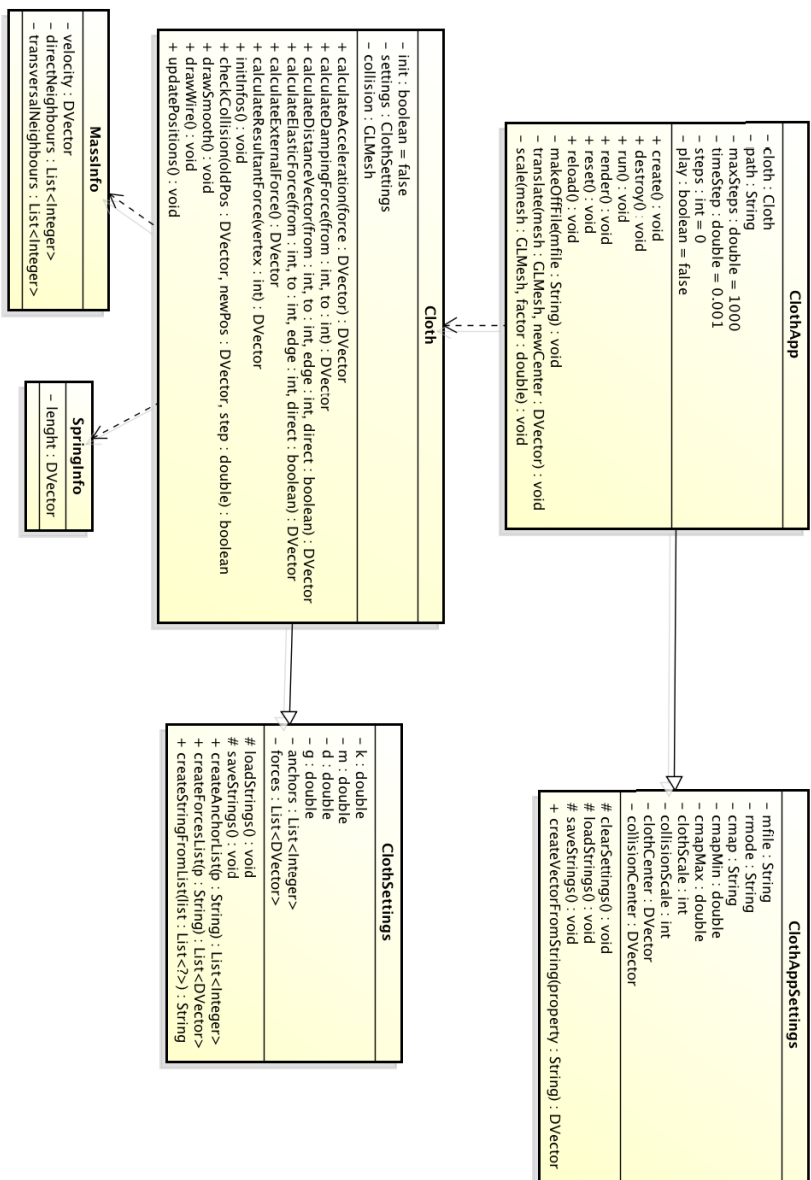 ClothApp
- cloth : Cloth
- path : String
- maxSteps : double = 1000
- timeStep : double = 0.001
- steps : int = 0
- play : boolean = false
+ create() : void
+ destroy() : void
+ run() : void
+ render() : void
+ reset() : void
+ reload() : void
- makeOffFile(mfile : String) : void
- translate(mesh : GLMesh, newCenter : DVector) : void
- scale(mesh : GLMesh, factor : double) : void
ClothAppSettings
- mfile : String
- rmode : String
- cmap : String
- cmapMin : double
- cmapMax : double
- clothScale : int
- collisionScale : int
- clothCenter : DVector
- collisionCenter : DVector
# clearSettings() : void
# loadStrings() : void
# saveStrings() : void
+ createVectorFromString(property : String) : DVector
Cloth
- init : boolean = false
- settings : ClothSettings
- collision : GLMesh
+ calculateAcceleration(force : DVector) : DVector
+ calculateDampingForce(from : int, to : int) : DVector
+ calculateDistanceVector(from : int, to : int, edge : int, direct : boolean) : DVector
+ calculateElasticForce(from : int, to : int, edge : int, direct : boolean) : DVector
+ calculateExternalForce() : DVector
+ calculateResultantForce(vertex : int) : DVector
+ initInfos() : void
+ checkCollision(oldPos : DVector, newPos : DVector, step : double) : boolean
+ drawSmooth() : void
+ drawWire() : void
+ updatePositions() : void
ClothSettings
- k : double
- m : double
- d : double
- g : double
- anchors : List<Integer>
- forces : List<DVector>
# loadStrings() : void
# saveStrings() : void
+ createAnchorList(p : String) : List<Integer>
+ createForcesList(p : String) : List<DVector>
+ createStringFromList(list : List<?>) : String
MassInfo
- velocity : DVector
- directNeighbours : List<Integer>
- transversalNeighbours : List<Integer>
SpringInfo
- lenght : DVector